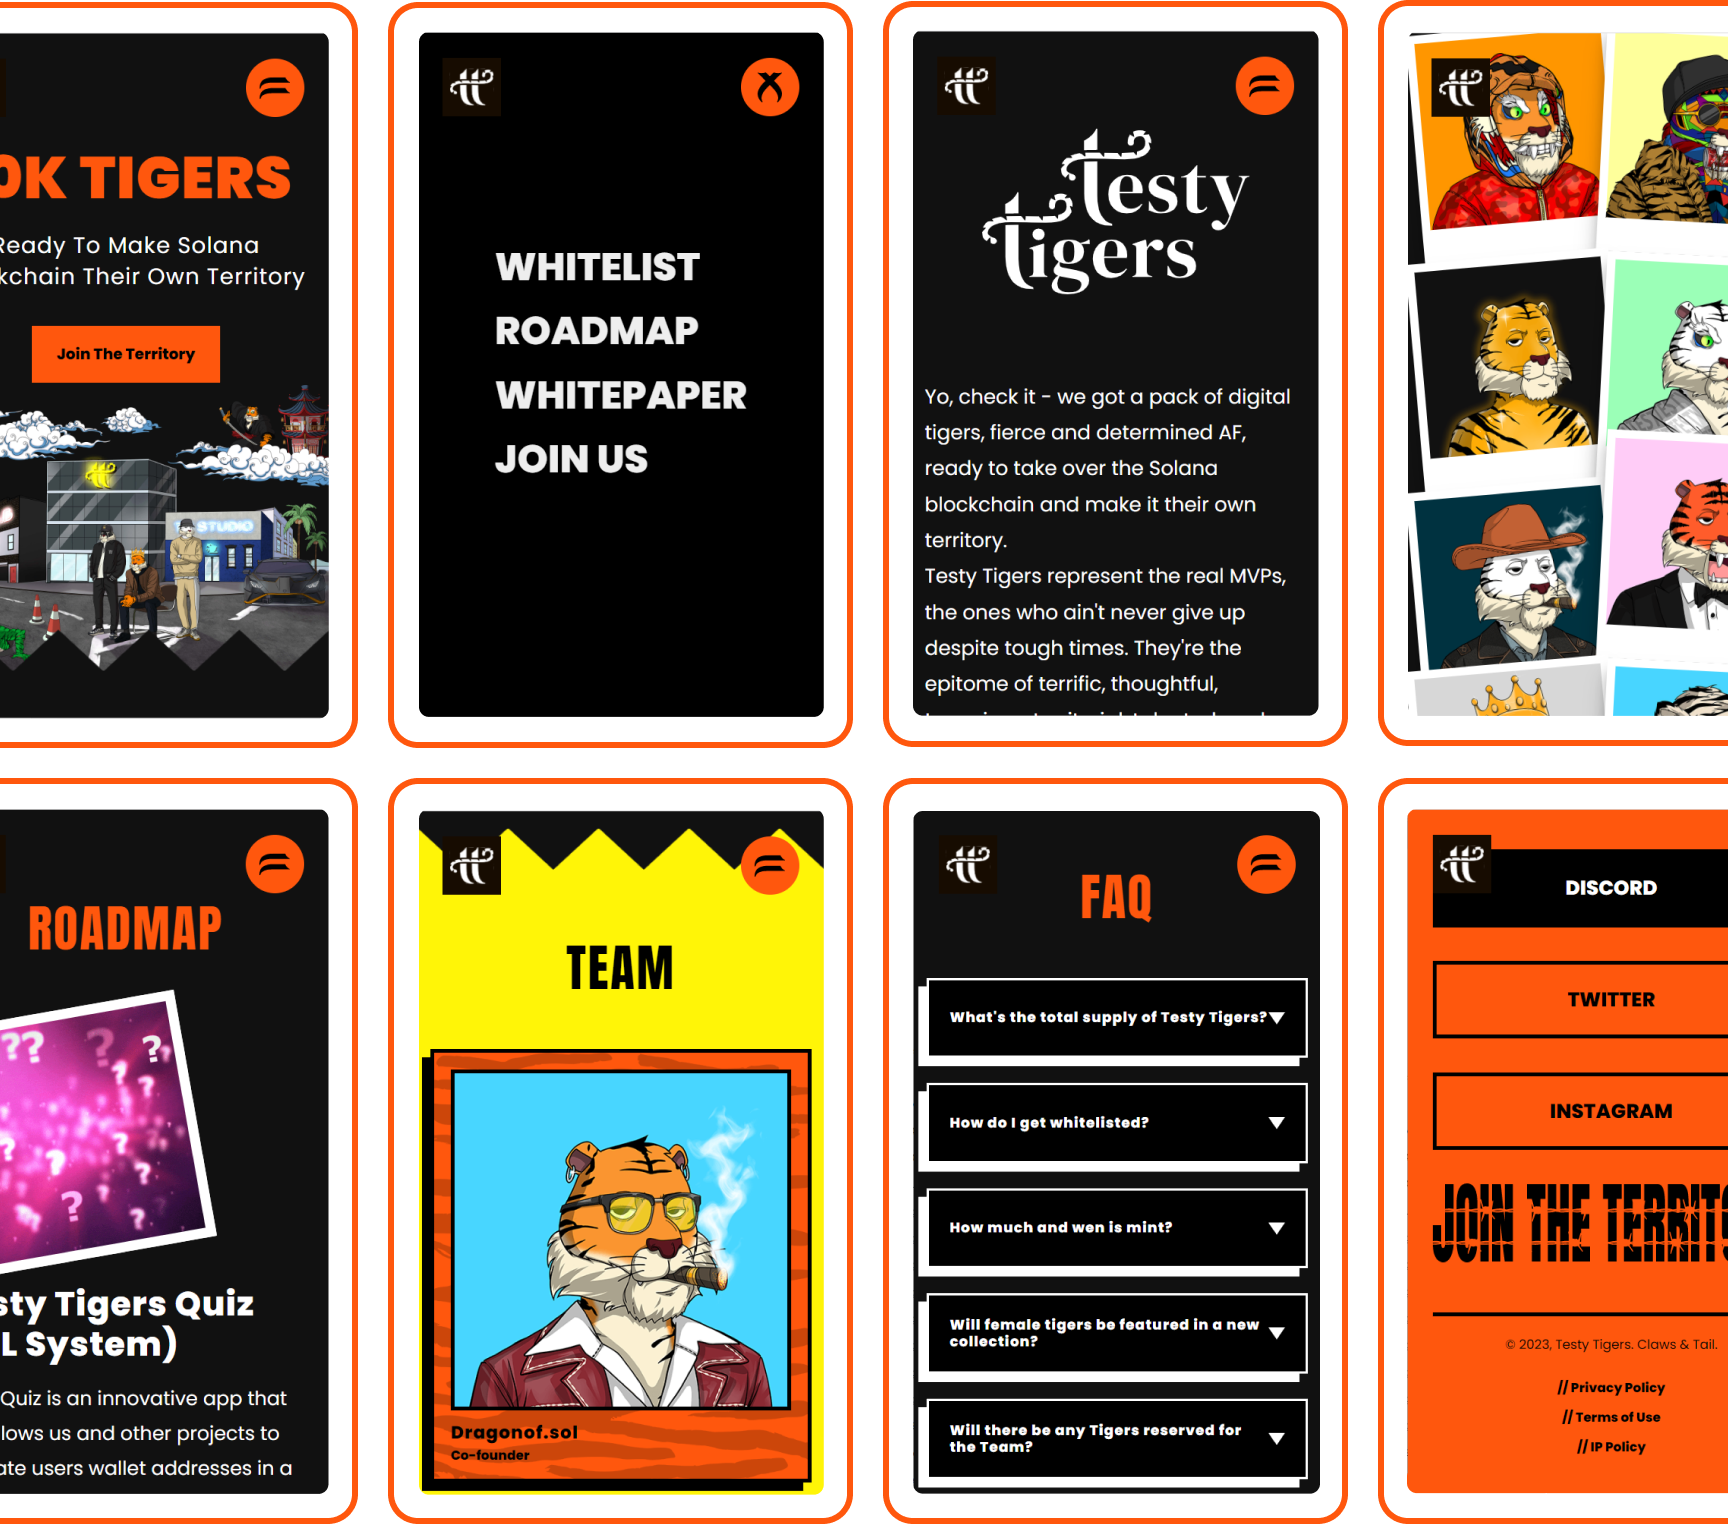 0K TIGERS
Ready To Make Solana
kchain Their Own Territory
Join The Territory
STUDIO
WHITELIST
ROADMAP
WHITEPAPER
JOIN US
testy
tigers
Yo, check it - we got a pack of digital
tigers, fierce and determined AF,
ready to take over the Solana
blockchain and make it their own
territory.
Testy Tigers represent the real MVPs,
the ones who ain't never give up
despite tough times. They're the
epitome of terrific, thoughtful,
ROADMAP
?? ? ?
sty Tigers Quiz
L System)
Quiz is an innovative app that
lows us and other projects to
ate users wallet addresses in a
TEAM
Dragonof.sol
Co-founder
FAQ
What's the total supply of Testy Tigers?
How do I get whitelisted?
How much and wen is mint?
Will female tigers be featured in a new
collection?
Will there be any Tigers reserved for
the Team?
DISCORD
TWITTER
INSTAGRAM
JOIN THE TERRITO
© 2023, Testy Tigers. Claws & Tail.
// Privacy Policy
// Terms of Use
// IP Policy